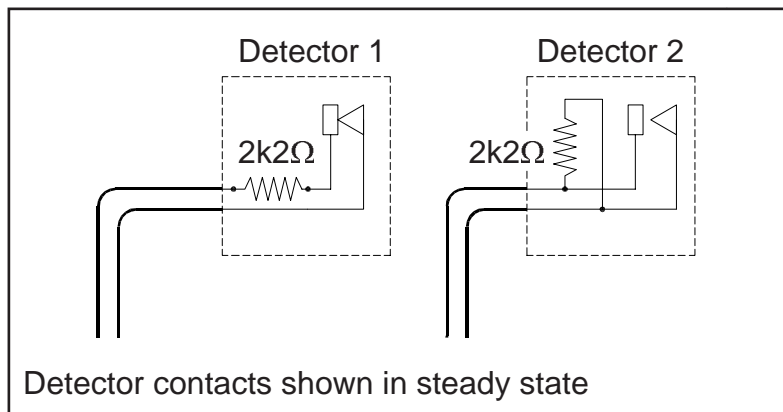 Detector 1
Detector 2
2k2Ω
2k2Ω
Detector contacts shown in steady state